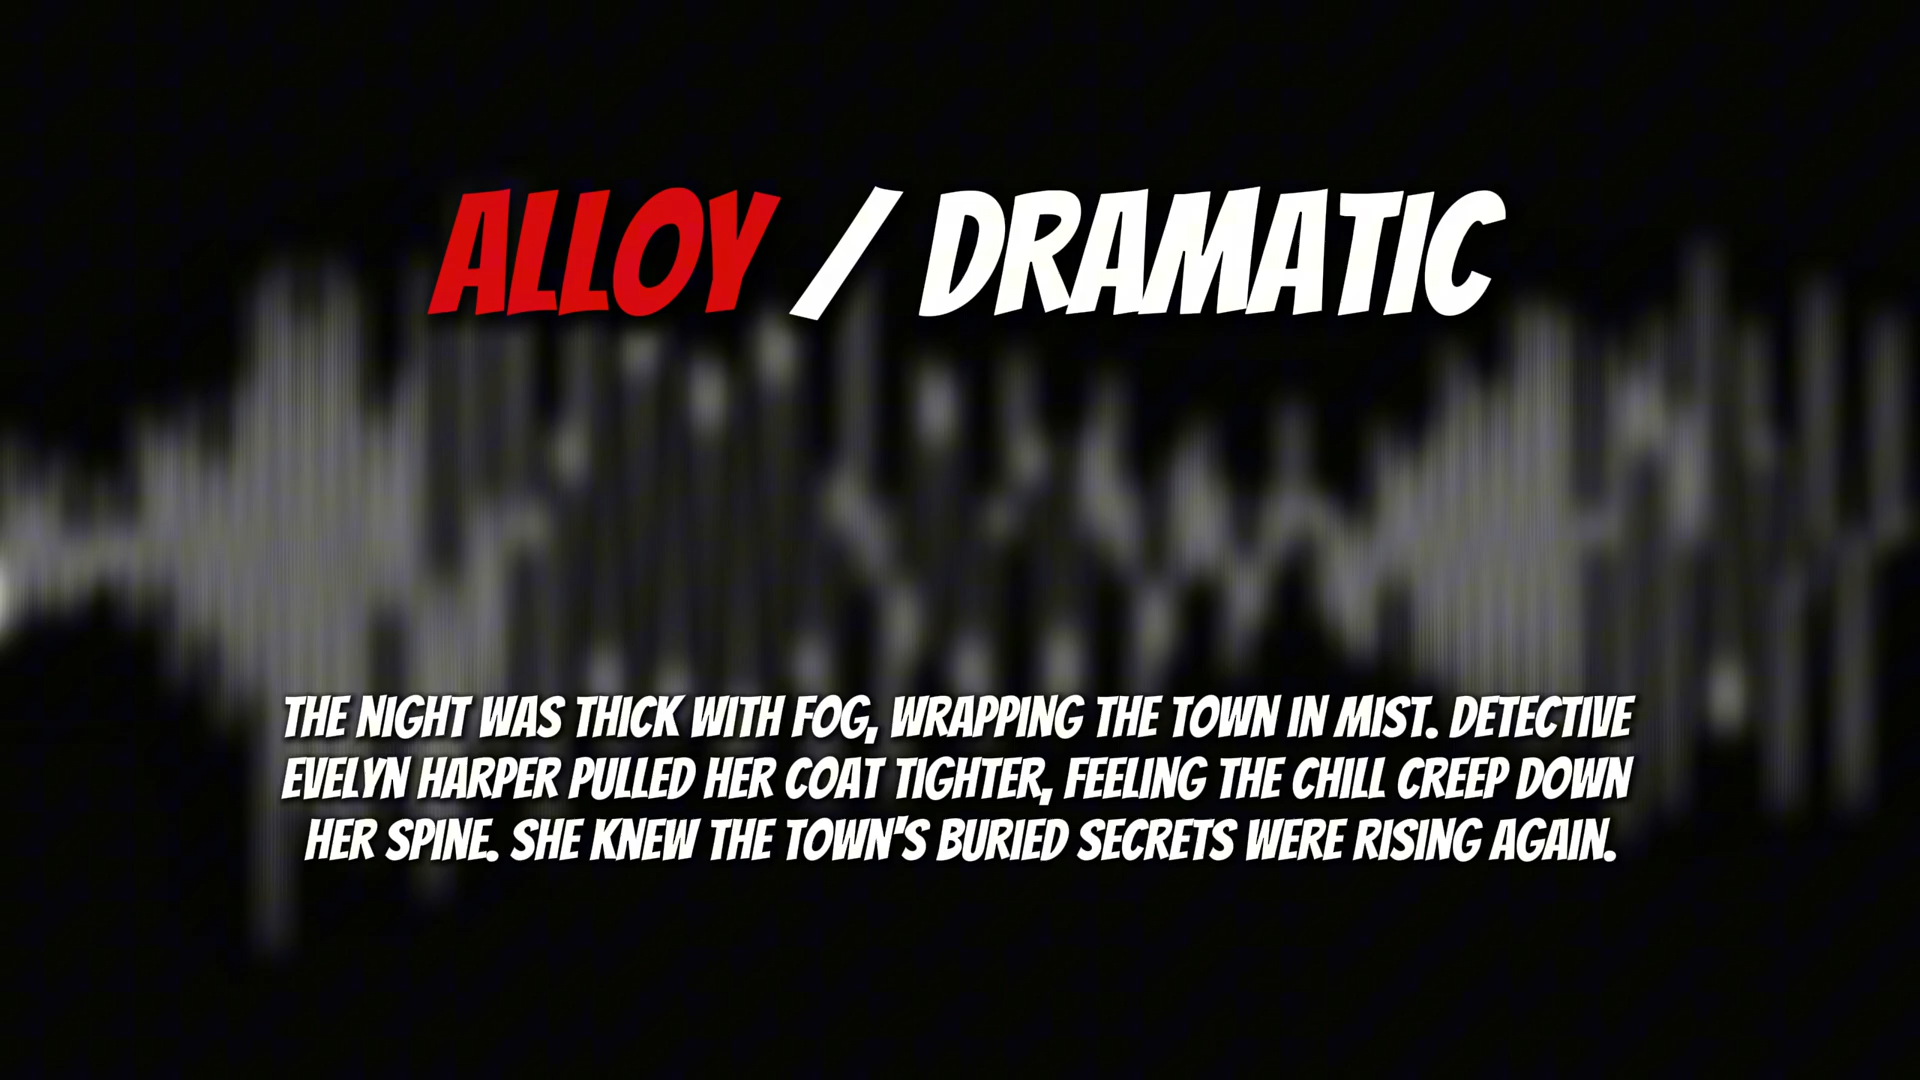 ALLOY / DRAMATIC
THE NIGHT WAS THICK WITH FOG, WRAPPING THE TOWN IN MIST. DETECTIVE
EVELYN HARPER PULLED HER COAT TIGHTER, FEELING THE CHILL CREEP DOWN
HER SPINE. SHE KNEW THE TOWN'S BURIED SECRETS WERE RISING AGAIN.